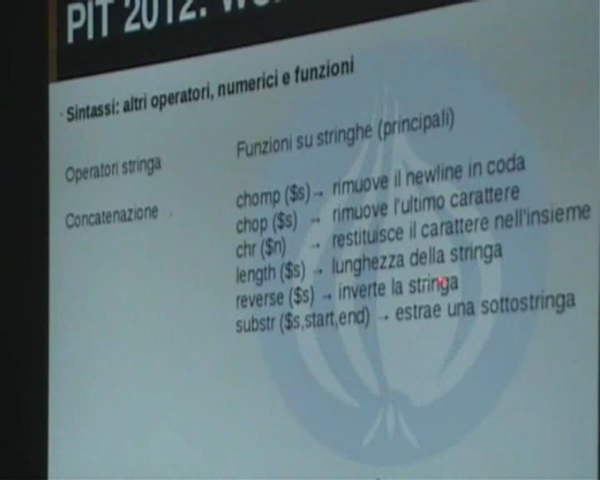 PIT 2012:
· Sintassi: altri operatori, numerici e funzioni
Operatori stringa
Concatenazione .
Funzioni su stringhe (principali)
chomp ($s) → rimuove il newline in coda
chop ($s) → rimuove l'ultimo carattere
chr ($n) → restituisce il carattere nell'insieme
length ($s) → lunghezza della stringa
reverse ($s) → inverte la stringa
substr ($s,start,end) → estrae una sottostringa